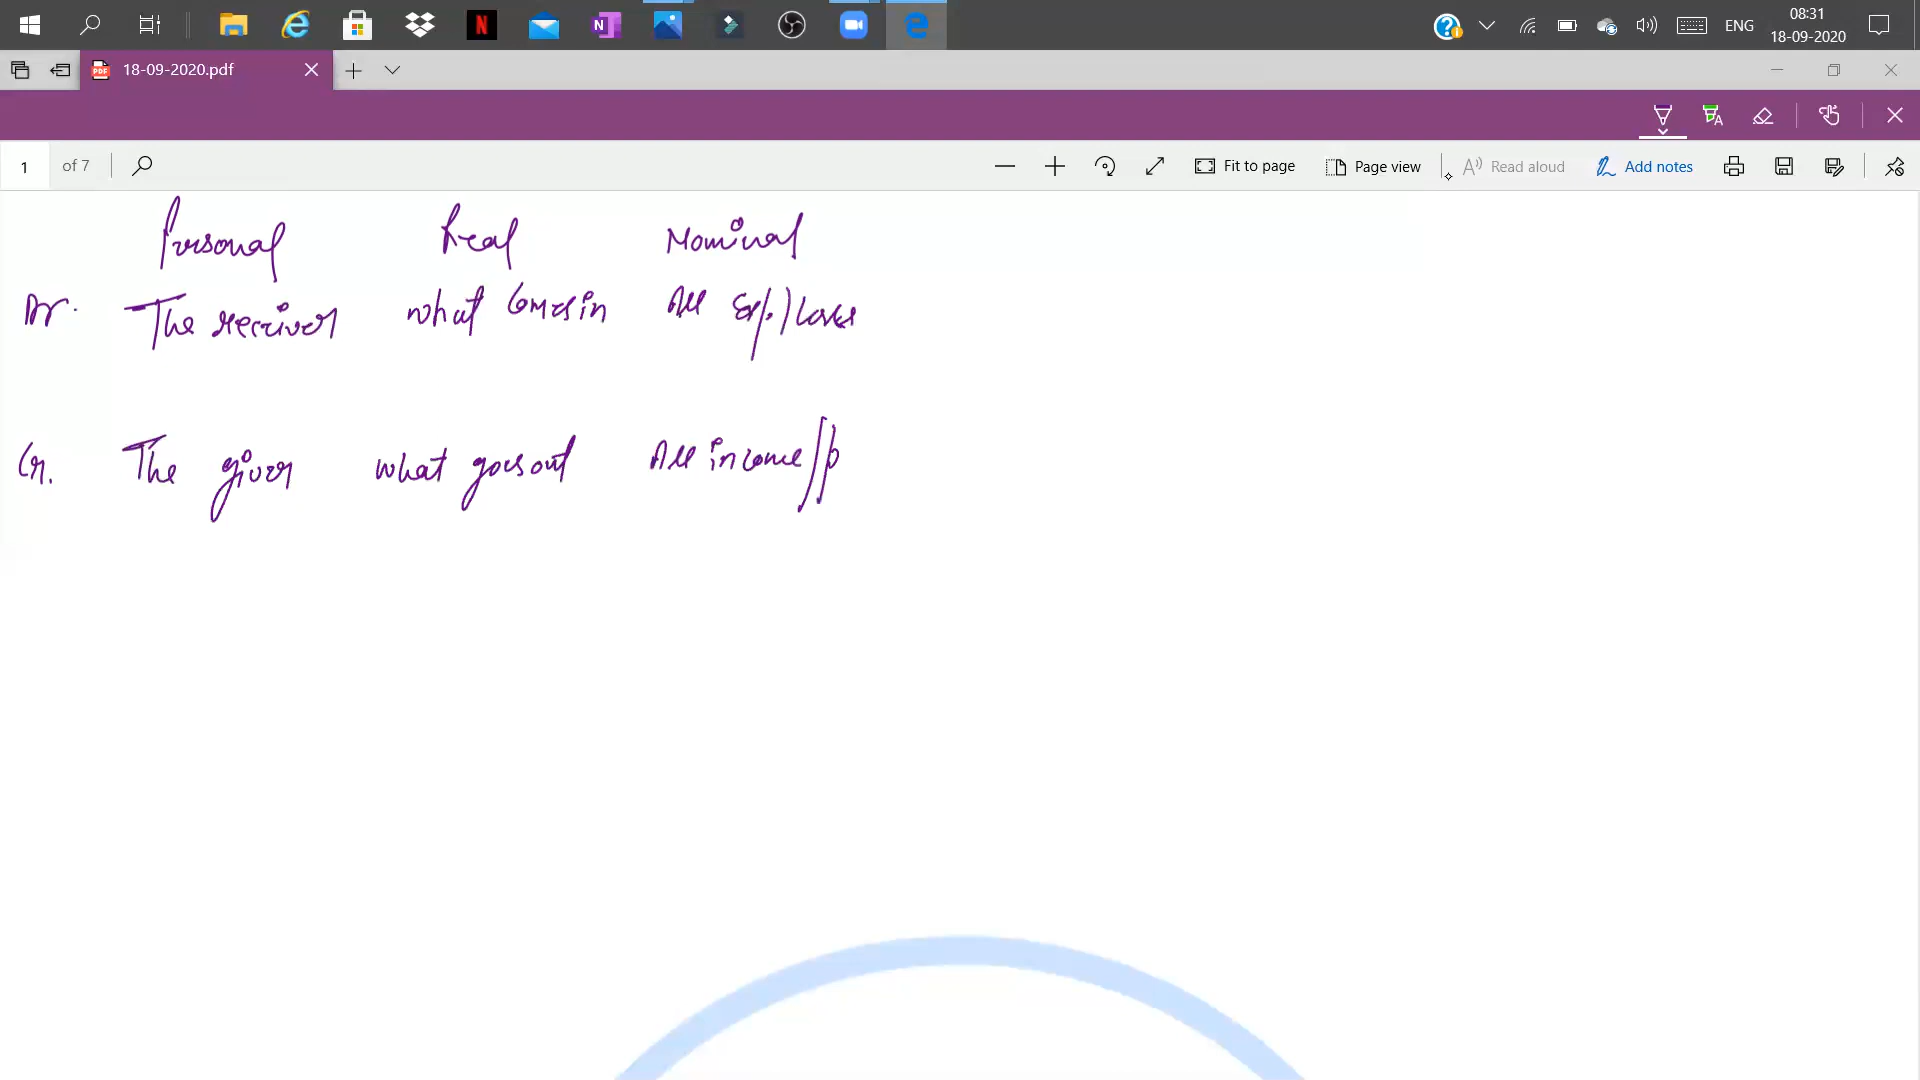 08:31
ENG
18-09-2020
18-09-2020.pdf
1 of 7 Fit to page Page view Read aloud Add notes
Personal Real Nominal
Dr. The receiver what comes in All Exp./Losses
Cr. The giver what goes out All income/p